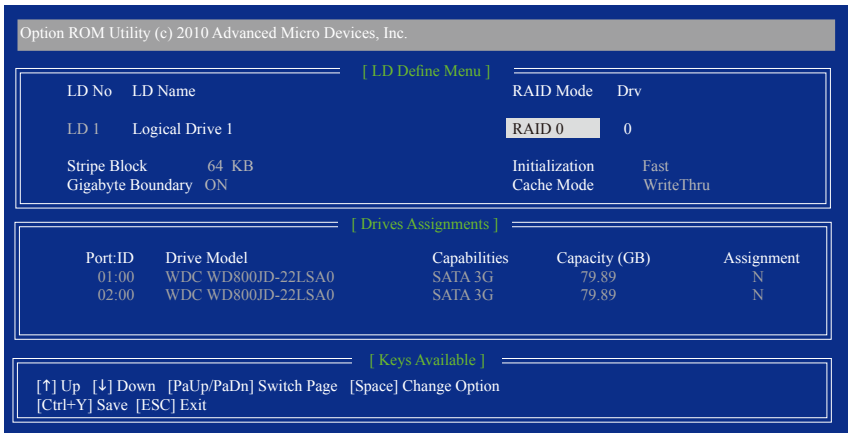 Option ROM Utility (c) 2010 Advanced Micro Devices, Inc.
[ LD Define Menu ]
LD No LD Name RAID Mode Drv
LD 1 Logical Drive 1 RAID 0 0
Stripe Block 64 KB Initialization Fast
Gigabyte Boundary ON Cache Mode WriteThru
[ Drives Assignments ]
Port:ID Drive Model Capabilities Capacity (GB) Assignment
01:00 WDC WD800JD-22LSA0 SATA 3G 79.89 N
02:00 WDC WD800JD-22LSA0 SATA 3G 79.89 N
[ Keys Available ]
[↑] Up [↓] Down [PaUp/PaDn] Switch Page [Space] Change Option
[Ctrl+Y] Save [ESC] Exit